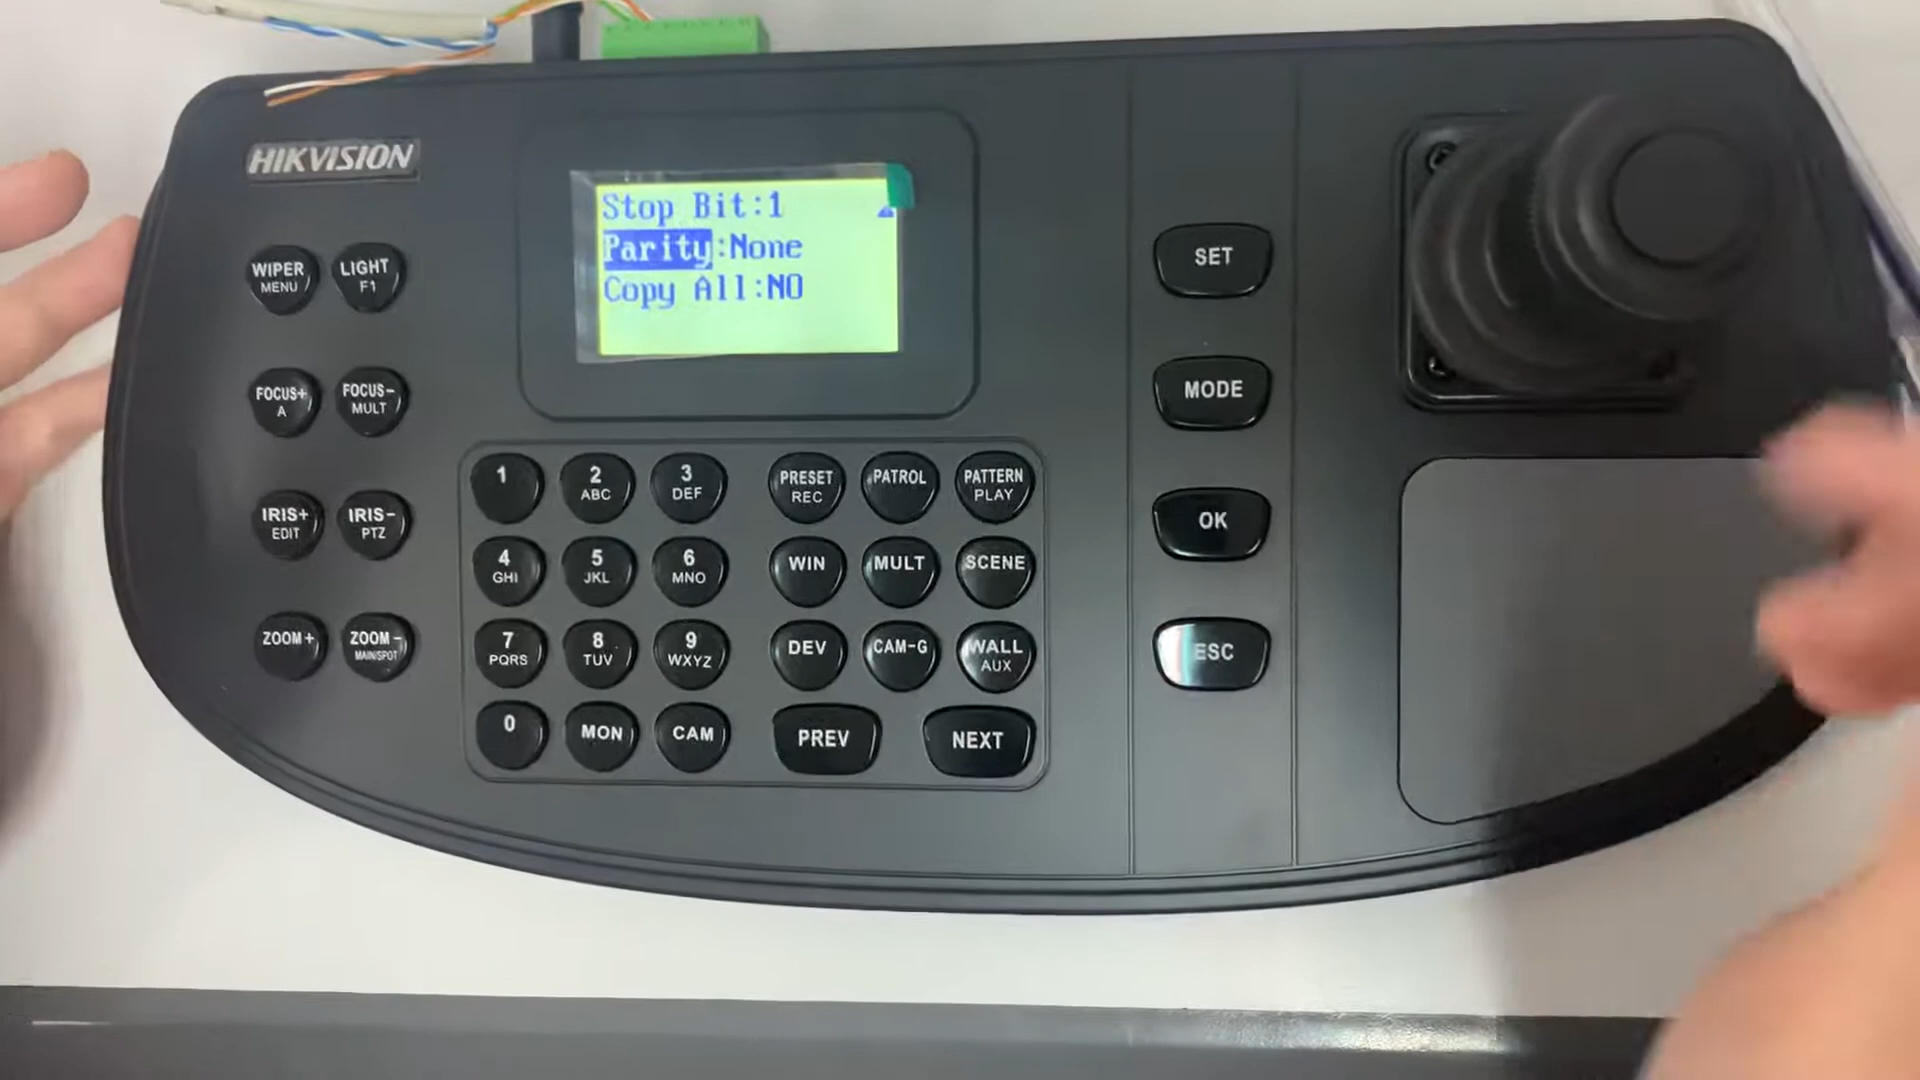 HIKVISION
Stop Bit:1
Parity:None
Copy All:NO
WIPER
MENU
LIGHT
F1
FOCUS+
A
FOCUS-
MULT
IRIS+
EDIT
IRIS-
PTZ
ZOOM+
ZOOM-
MAIN/SPOT
1
2
ABC
3
DEF
PRESET
REC
PATROL
PATTERN
PLAY
4
GHI
5
JKL
6
MNO
WIN
MULT
SCENE
7
PQRS
8
TUV
9
WXYZ
DEV
CAM-G
WALL
AUX
0
MON
CAM
PREV
NEXT
SET
MODE
OK
ESC